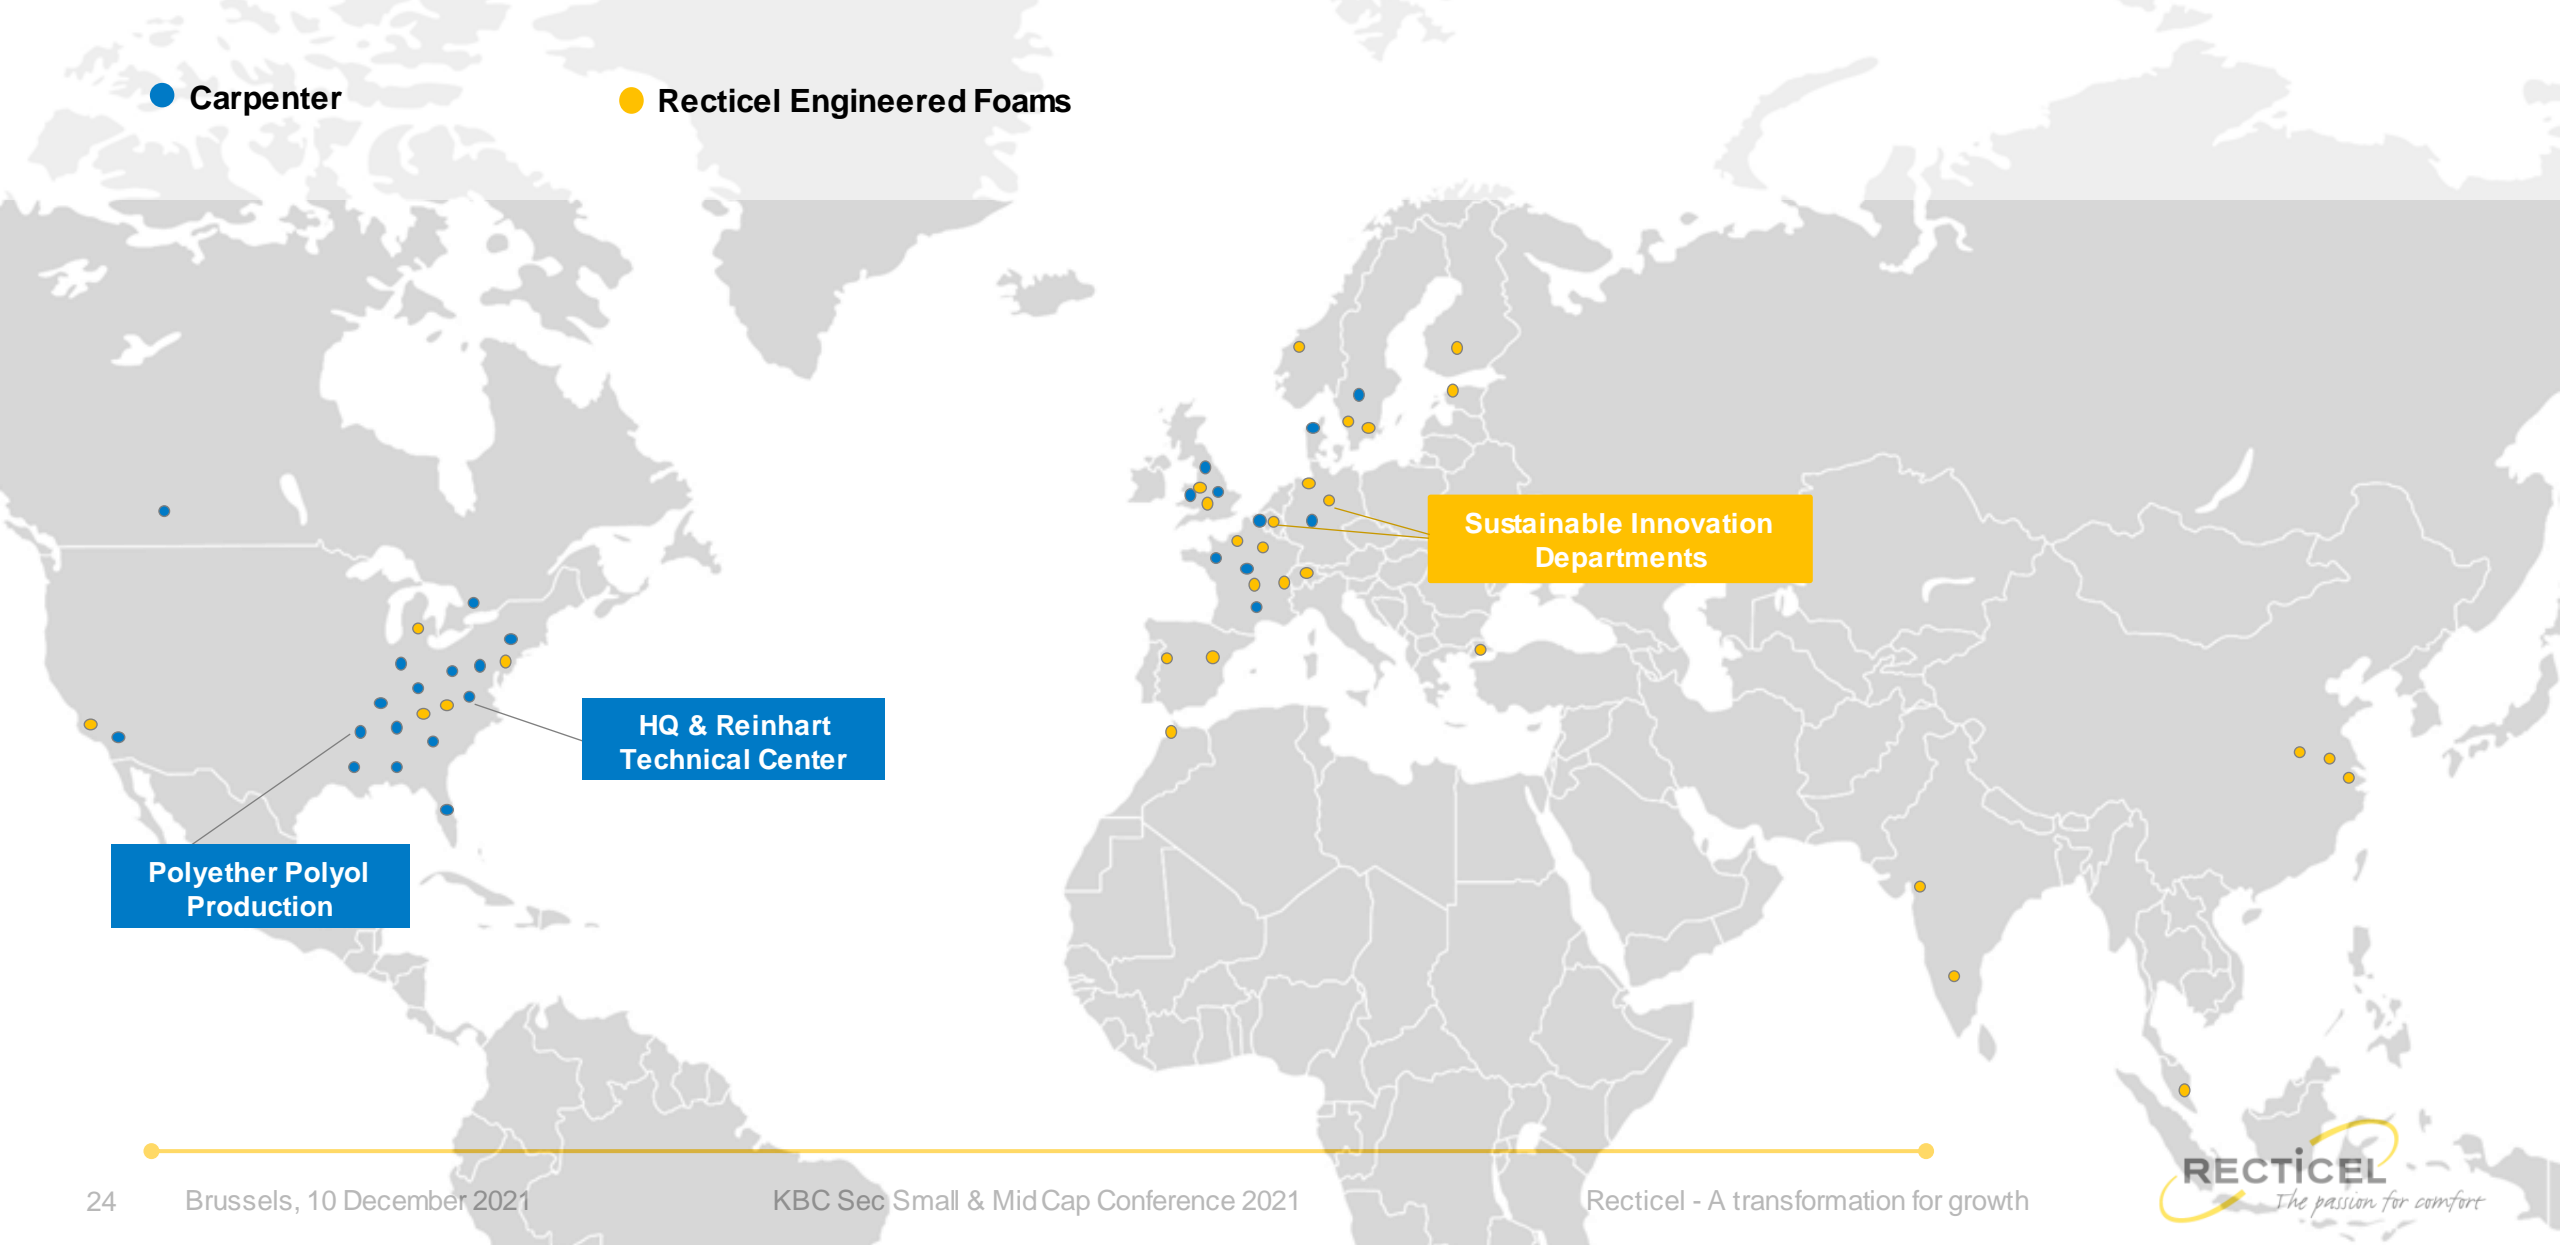 Carpenter
Recticel Engineered Foams
Sustainable Innovation
Departments
HQ & Reinhart
Technical Center
Polyether Polyol
Production
24
Brussels, 10 December 2021
KBC Sec Small & Mid Cap Conference 2021
Recticel - A transformation for growth
RECTICEL
The passion for comfort